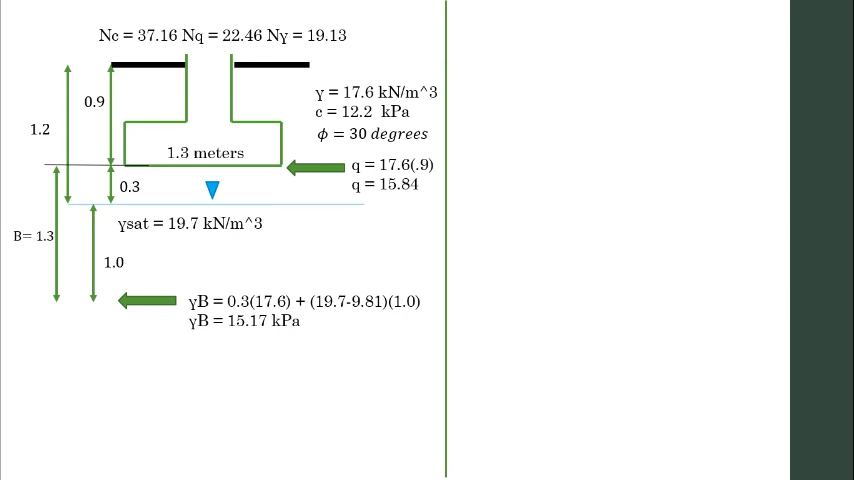 Nc = 37.16 Nq = 22.46 Nγ = 19.13
0.9
γ = 17.6 kN/m^3
c = 12.2 kPa
𝜙 = 30 𝑑𝑒𝑔𝑟𝑒𝑒𝑠
1.2
1.3 meters
q = 17.6(.9)
q = 15.84
0.3
γsat = 19.7 kN/m^3
B= 1.3
1.0
γB = 0.3(17.6) + (19.7-9.81)(1.0)
γB = 15.17 kPa